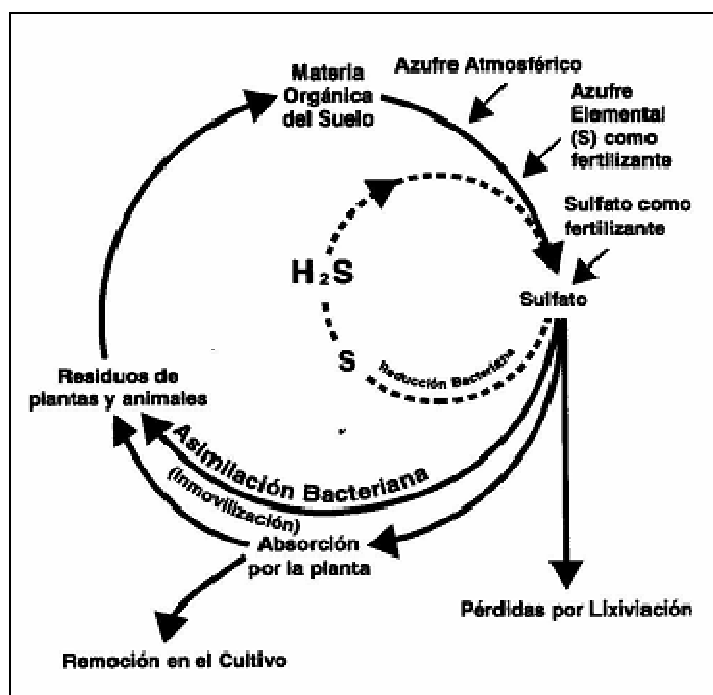 Materia
Orgánica
del Suelo
Azufre Atmosférico
Azufre
Elemental
(S) como
fertilizante
Sulfato como
fertilizante
H₂S
Sulfato
S
Reducción Bacteriana
Residuos de
plantas y animales
Asimilación Bacteriana
(Inmovilización)
Absorción
por la planta
Pérdidas por Lixiviación
Remoción en el Cultivo